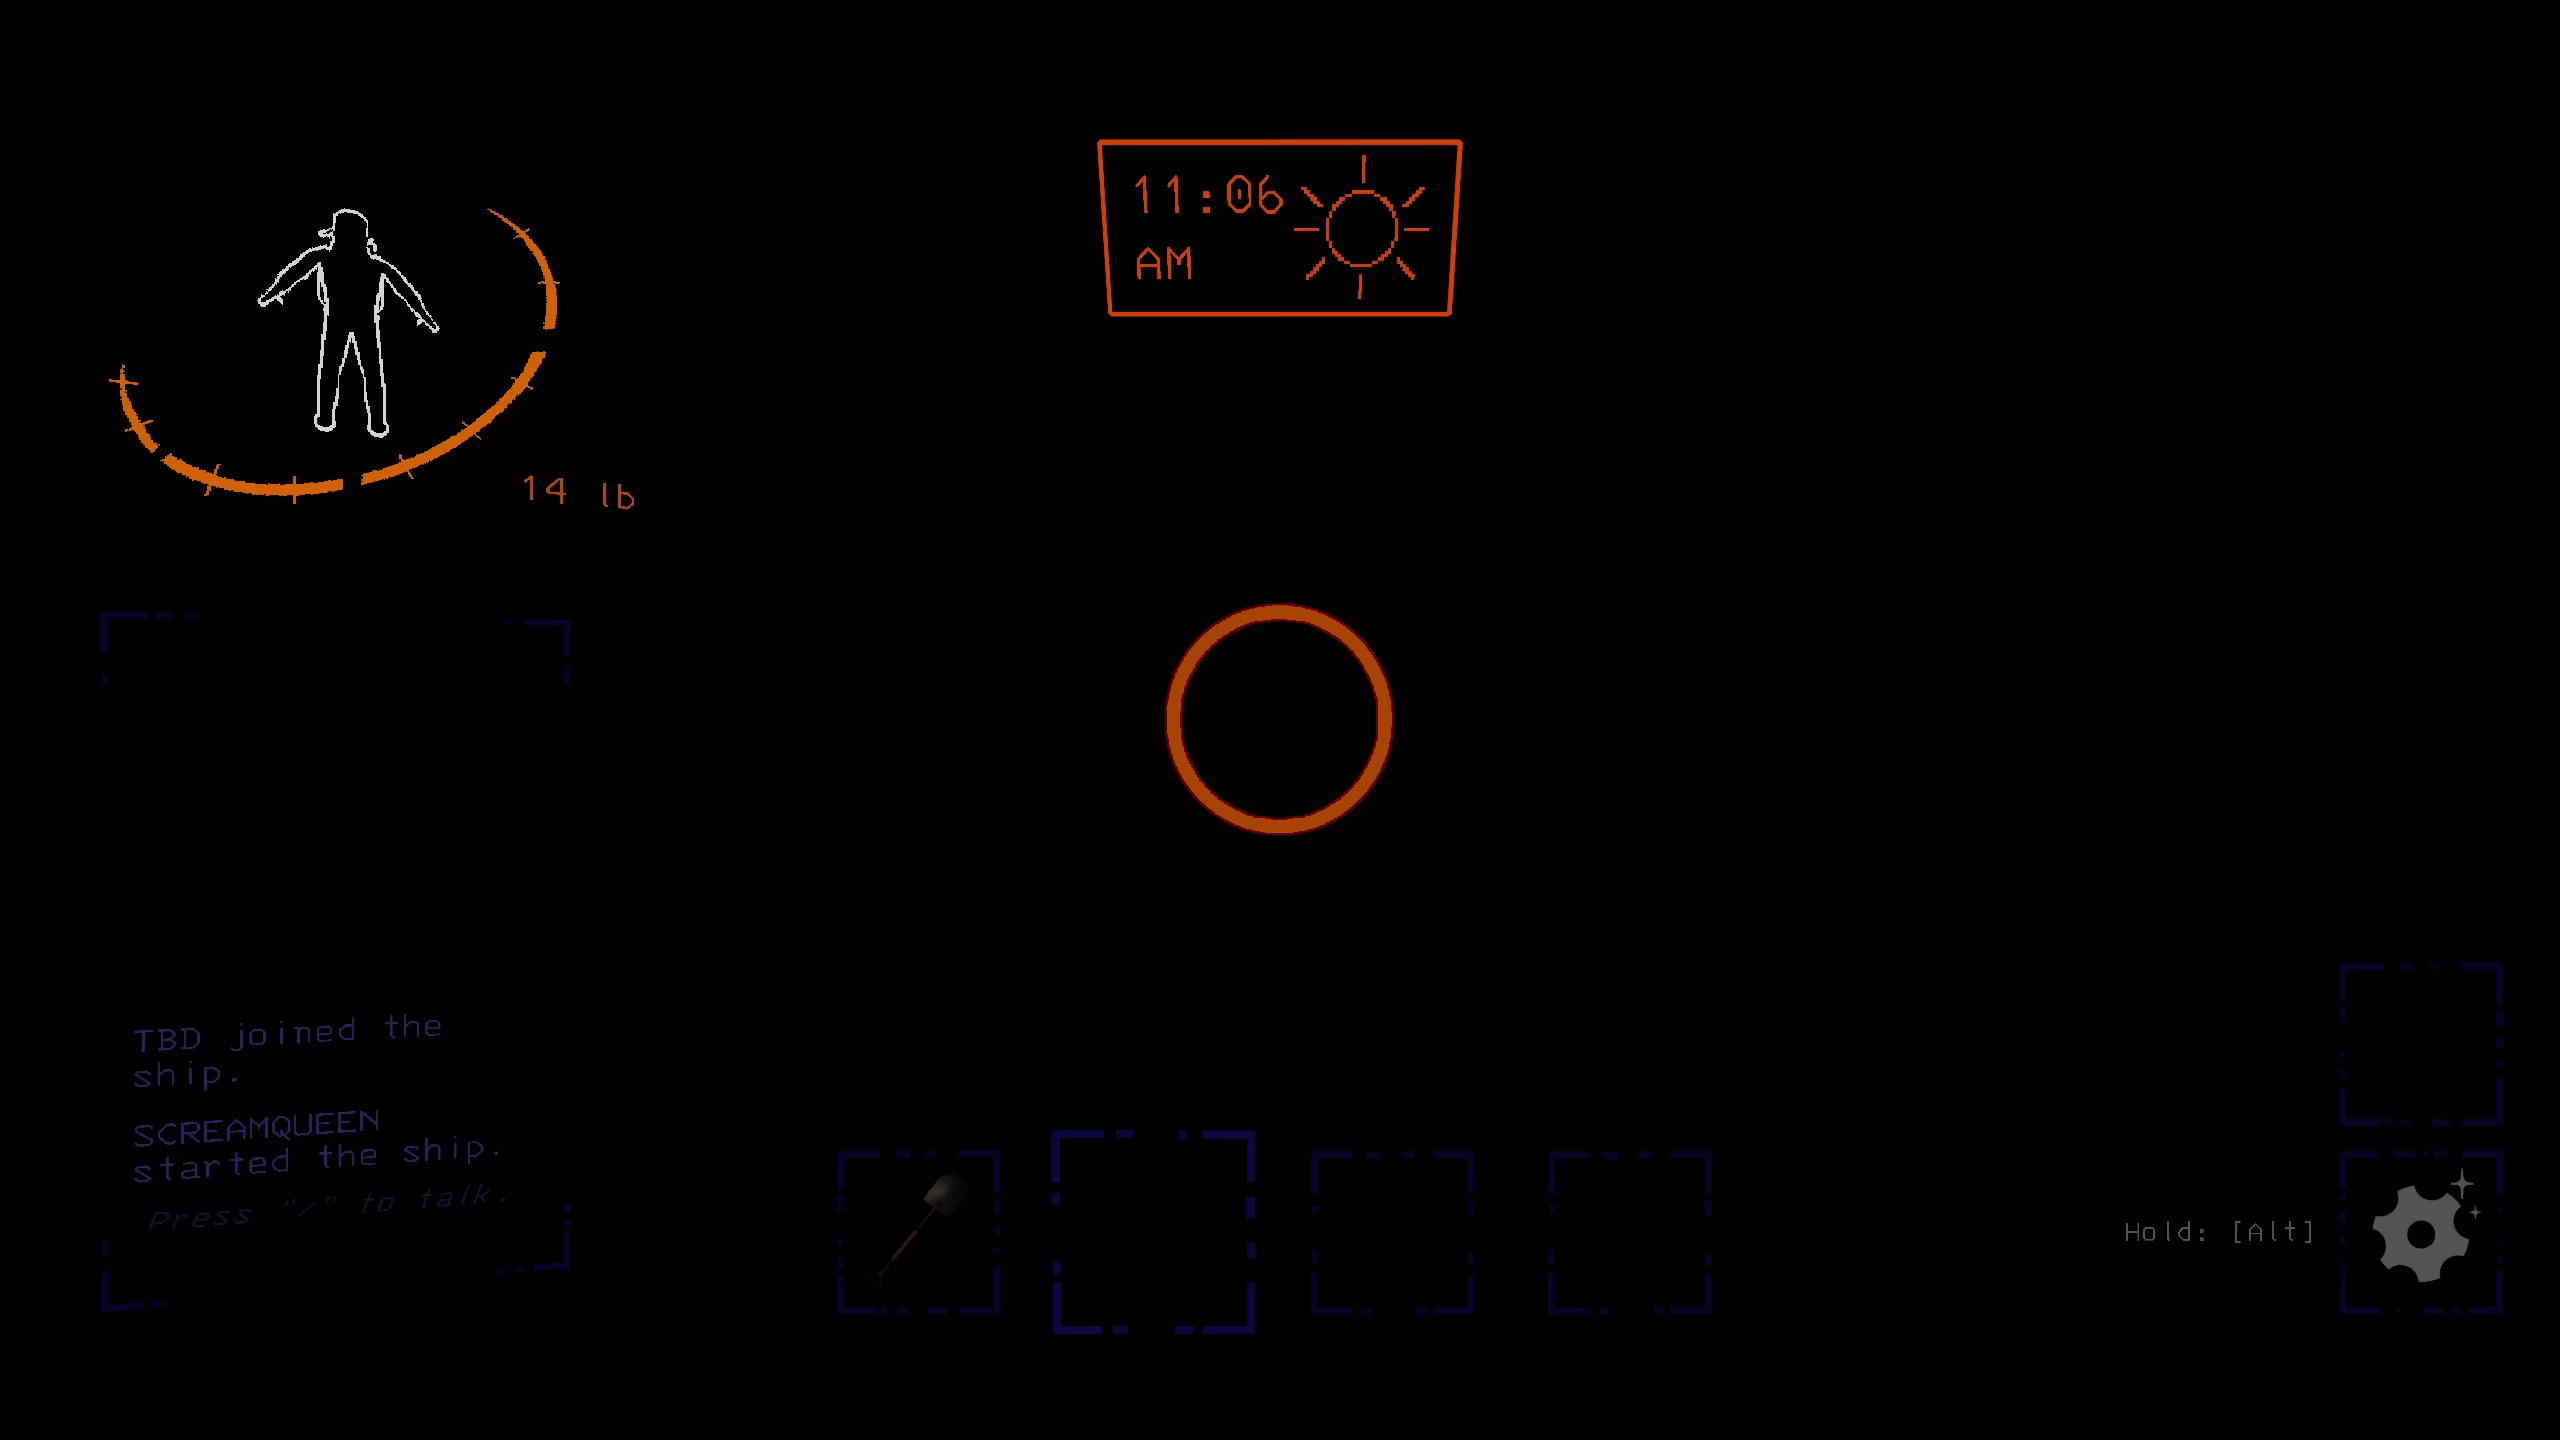 11:06
AM
14 lb
TBD joined the
ship.
SCREAMQUEEN
started the ship.
Press "/" to talk.
Hold: [Alt]